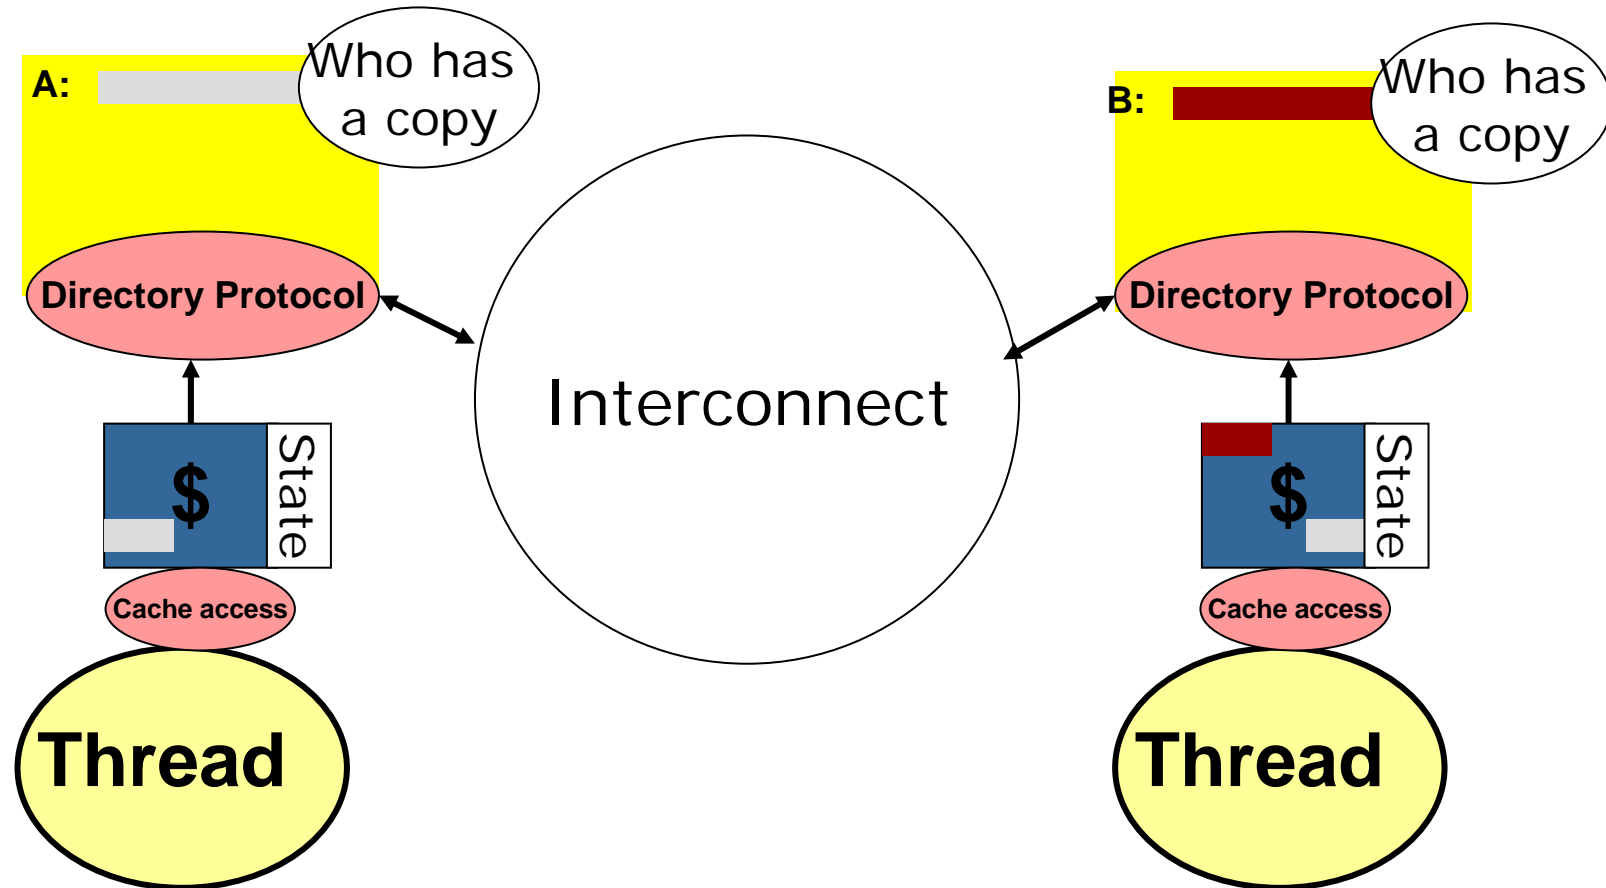 A:
Who has
a copy
Directory Protocol
$
State
Cache access
Thread
Interconnect
B:
Who has
a copy
Directory Protocol
$
State
Cache access
Thread